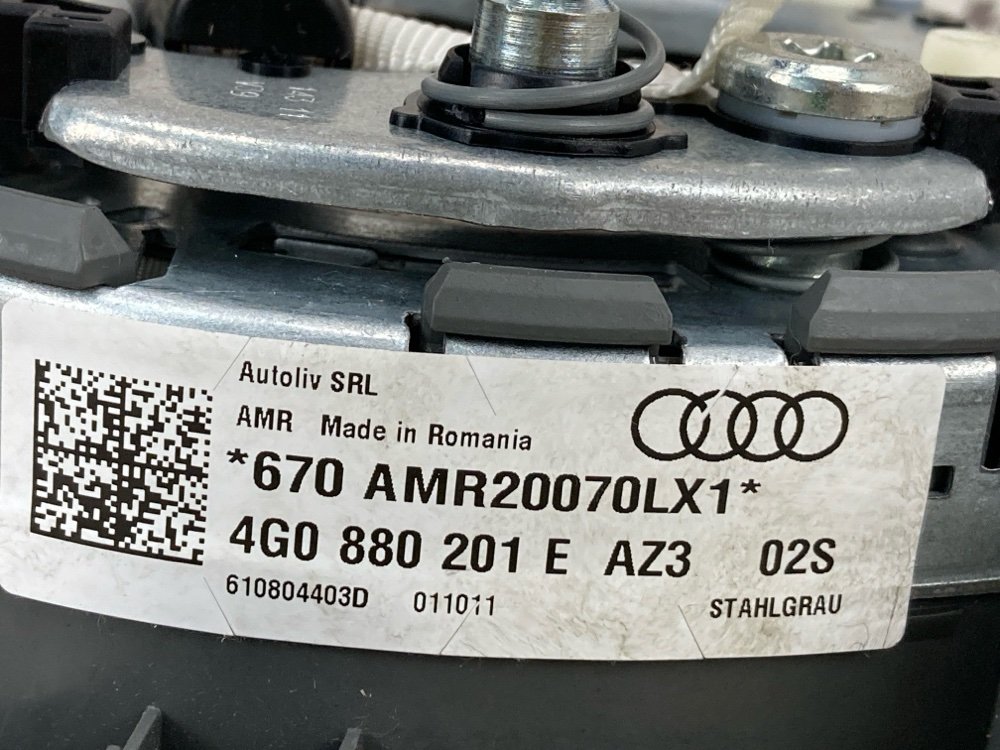 Autoliv SRL
AMR Made in Romania
*670 AMR20070LX1*
4G0 880 201 E AZ3 02S
610804403D 011011 STAHLGRAU